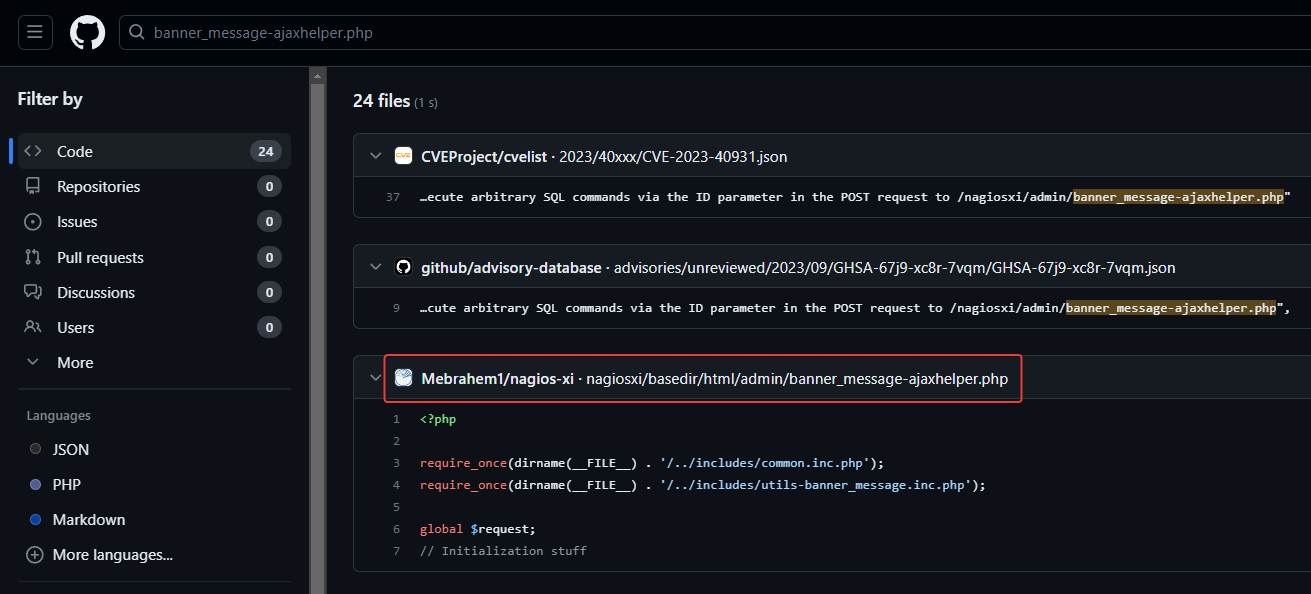 banner_message-ajaxhelper.php
Filter by
Code 24
Repositories 0
Issues 0
Pull requests 0
Discussions 0
Users 0
More
Languages
JSON
PHP
Markdown
More languages...
24 files (1 s)
CVE CVEProject/cvelist · 2023/40xxx/CVE-2023-40931.json
37 …ecute arbitrary SQL commands via the ID parameter in the POST request to /nagiosxi/admin/banner_message-ajaxhelper.php"
github/advisory-database · advisories/unreviewed/2023/09/GHSA-67j9-xc8r-7vqm/GHSA-67j9-xc8r-7vqm.json
9 …cute arbitrary SQL commands via the ID parameter in the POST request to /nagiosxi/admin/banner_message-ajaxhelper.php",
Mebrahem1/nagios-xi · nagiosxi/basedir/html/admin/banner_message-ajaxhelper.php
1 <?php
2
3 require_once(dirname(__FILE__) . '/../includes/common.inc.php');
4 require_once(dirname(__FILE__) . '/../includes/utils-banner_message.inc.php');
5
6 global $request;
7 // Initialization stuff